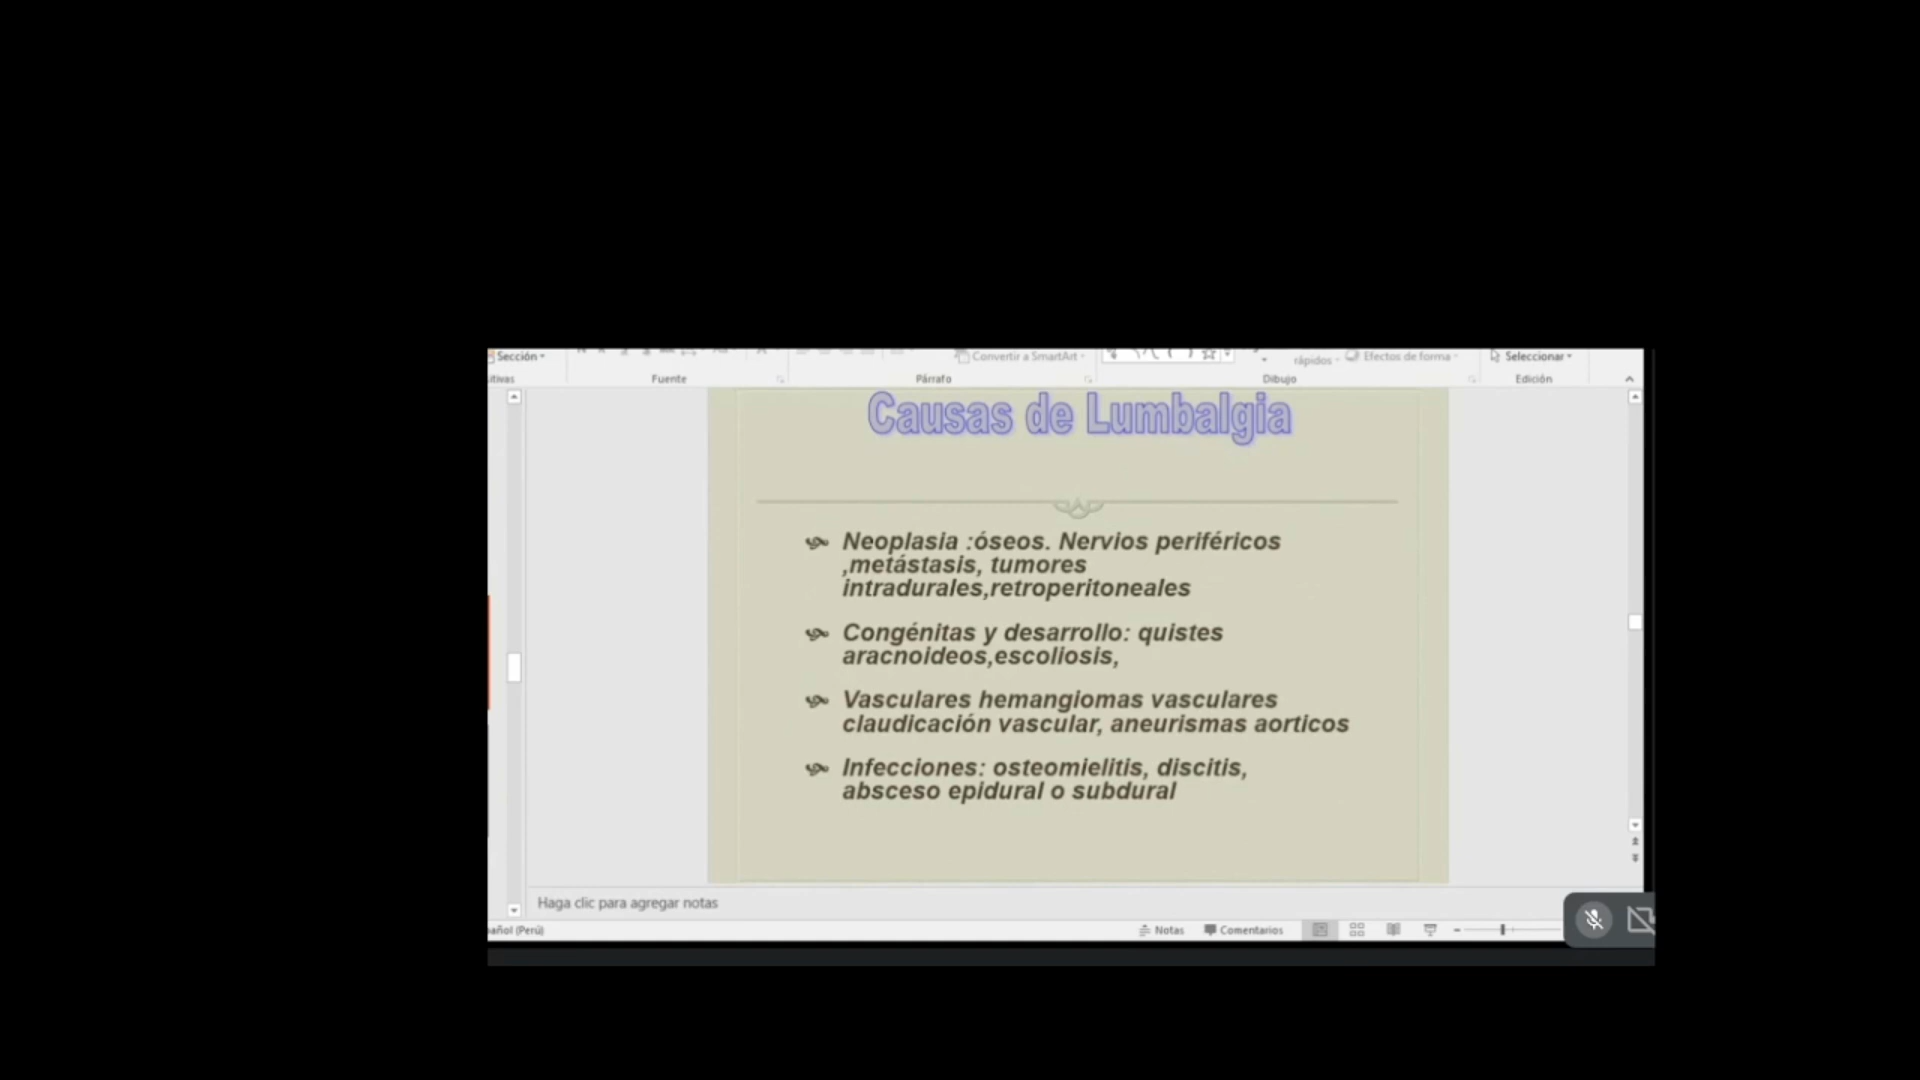 Sección
Convertir a SmartArt
rápidos
Efectos de forma
Seleccionar
Fuente
Párrafo
Dibujo
Edición
Causas de Lumbalgia
Neoplasia :óseos. Nervios periféricos
,metástasis, tumores
intradurales,retroperitoneales
Congénitas y desarrollo: quistes
aracnoideos,escoliosis,
Vasculares hemangiomas vasculares
claudicación vascular, aneurismas aorticos
Infecciones: osteomielitis, discitis,
absceso epidural o subdural
Haga clic para agregar notas
(Perú)
Notas
Comentarios